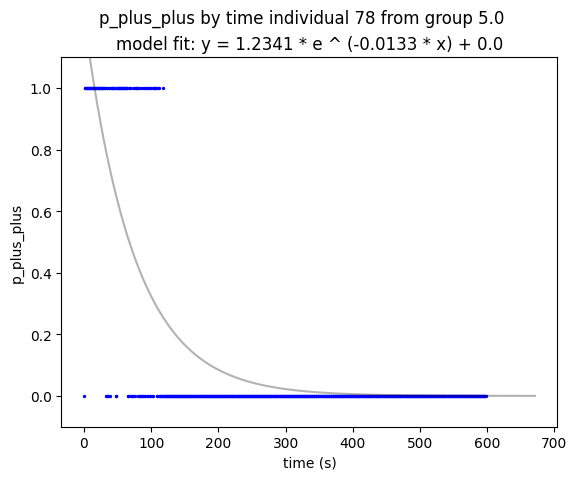 p_plus_plus by time individual 78 from group 5.0
model fit: y = 1.2341 * e ^ (-0.0133 * x) + 0.0
1.0
0.8
0.6
0.4
0.2
0.0
p_plus_plus
0 100 200 300 400 500 600 700
time (s)